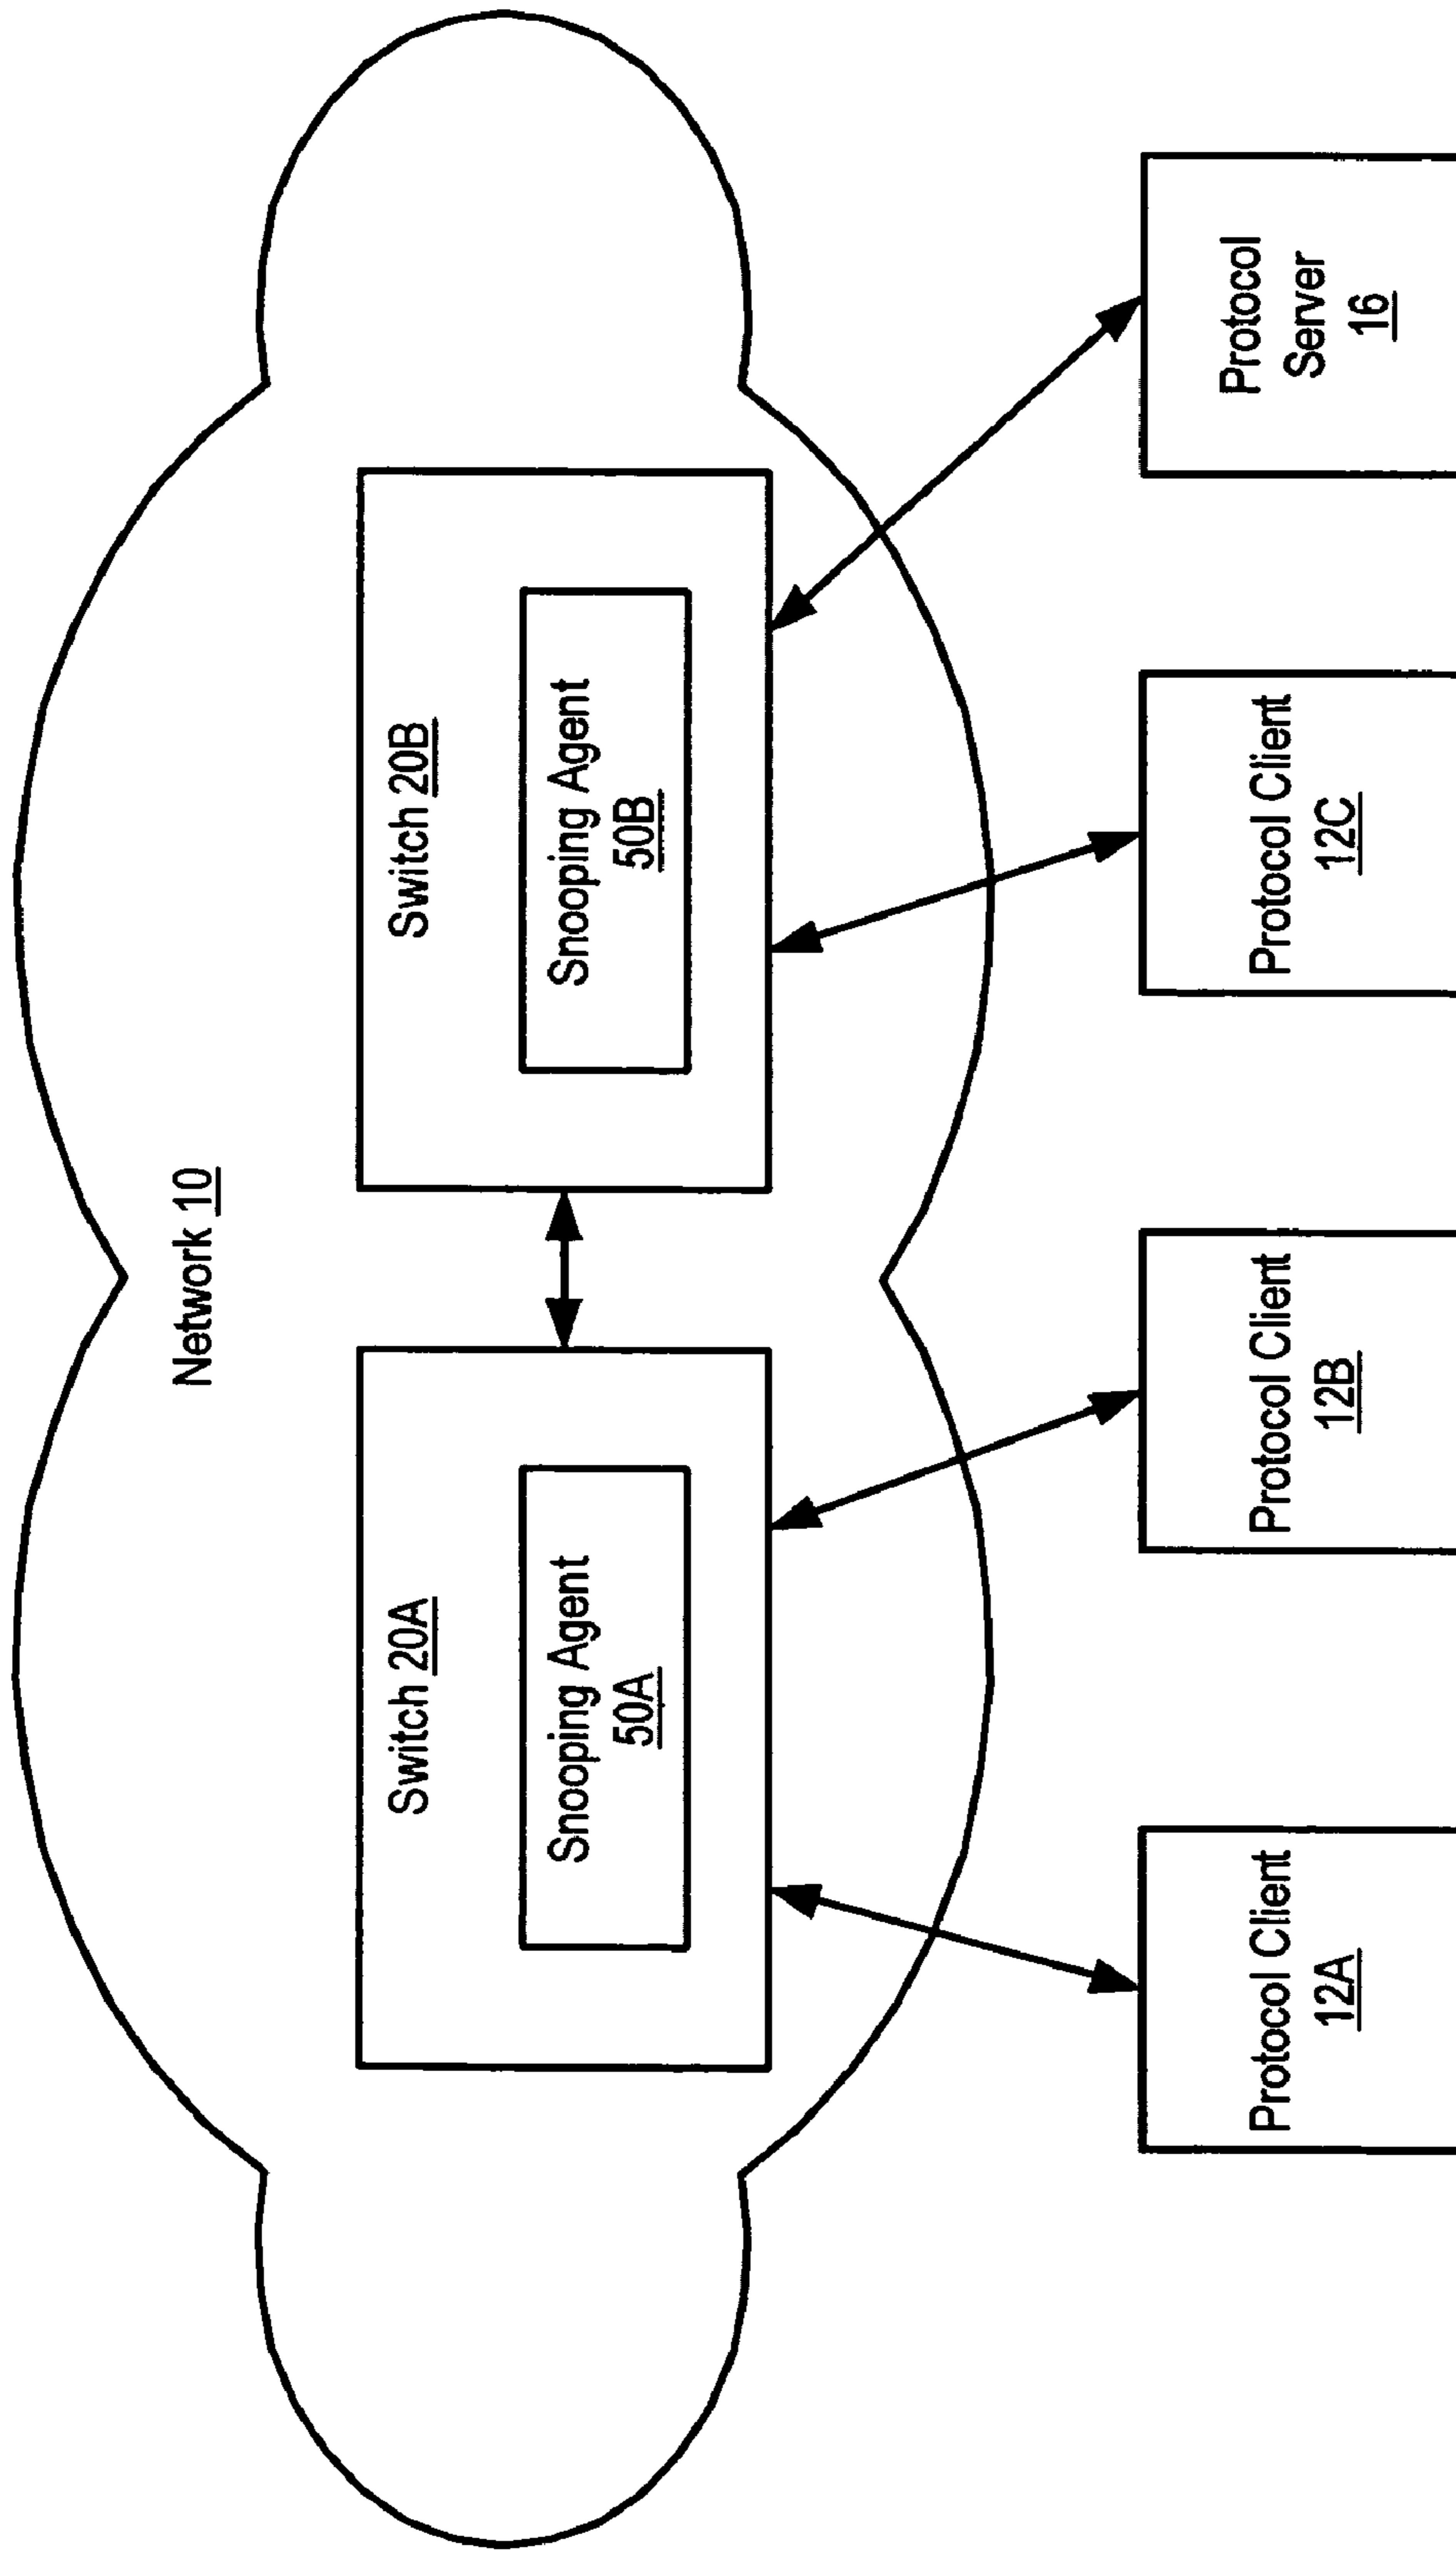 Network 10
Switch 20A
Snooping Agent
50A
Switch 20B
Snooping Agent
50B
Protocol Client
12A
Protocol Client
12B
Protocol Client
12C
Protocol
Server
16